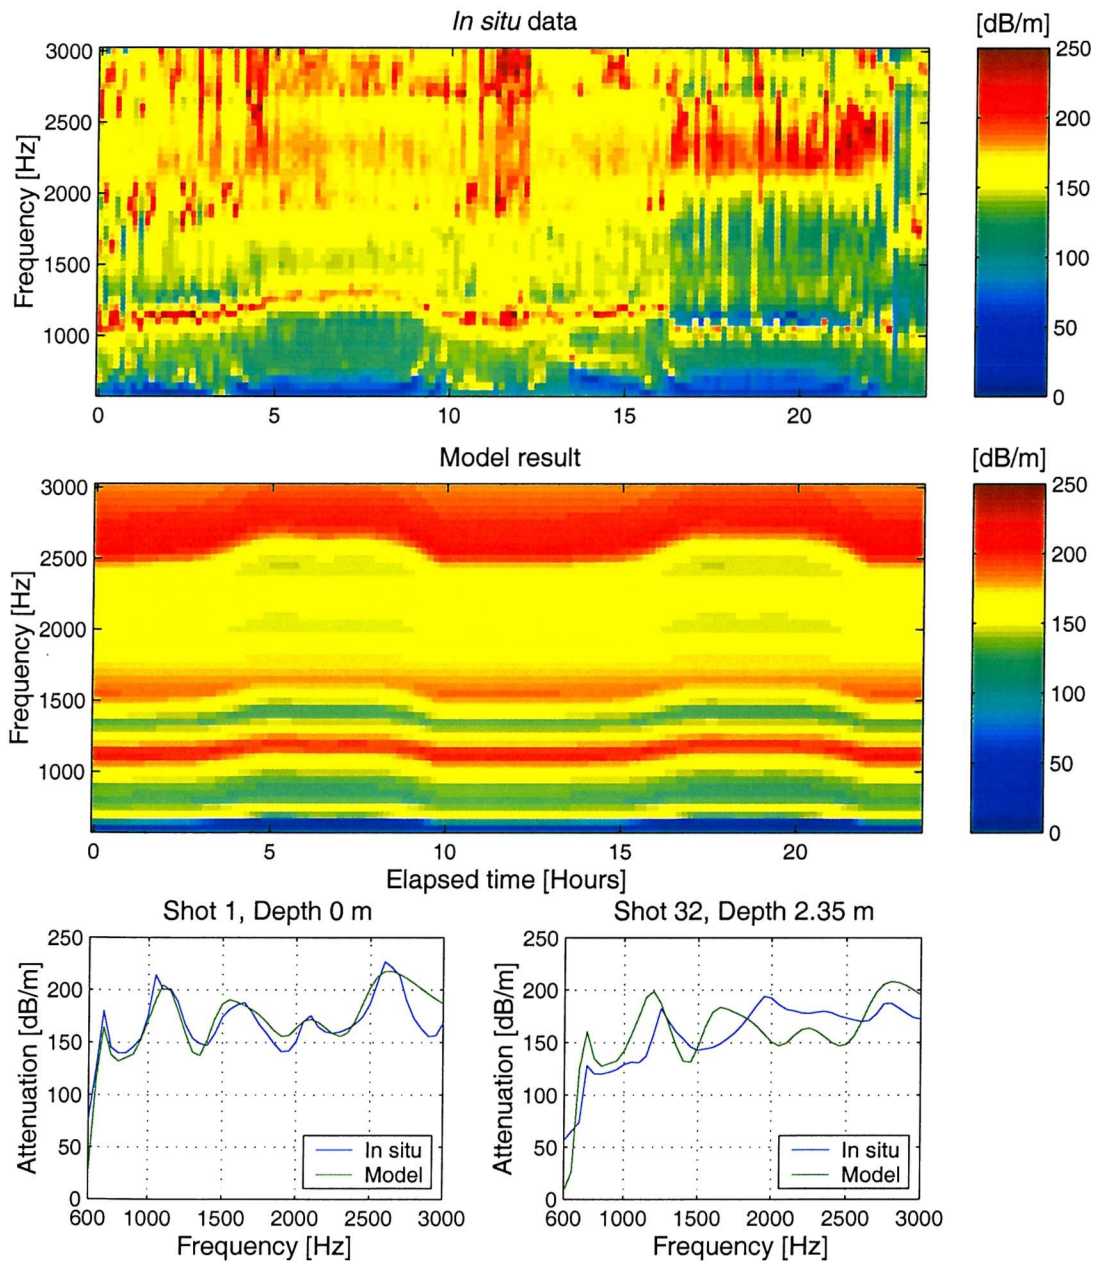 In situ data
[dB/m]
Frequency [Hz]
3000
2500
2000
1500
1000
0 5 10 15 20
250
200
150
100
50
0
Model result
[dB/m]
Frequency [Hz]
3000
2500
2000
1500
1000
0 5 10 15 20
Elapsed time [Hours]
250
200
150
100
50
0
Shot 1, Depth 0 m
Attenuation [dB/m]
250
200
150
100
50
0
In situ
Model
600 1000 1500 2000 2500 3000
Frequency [Hz]
Shot 32, Depth 2.35 m
Attenuation [dB/m]
250
200
150
100
50
0
In situ
Model
600 1000 1500 2000 2500 3000
Frequency [Hz]